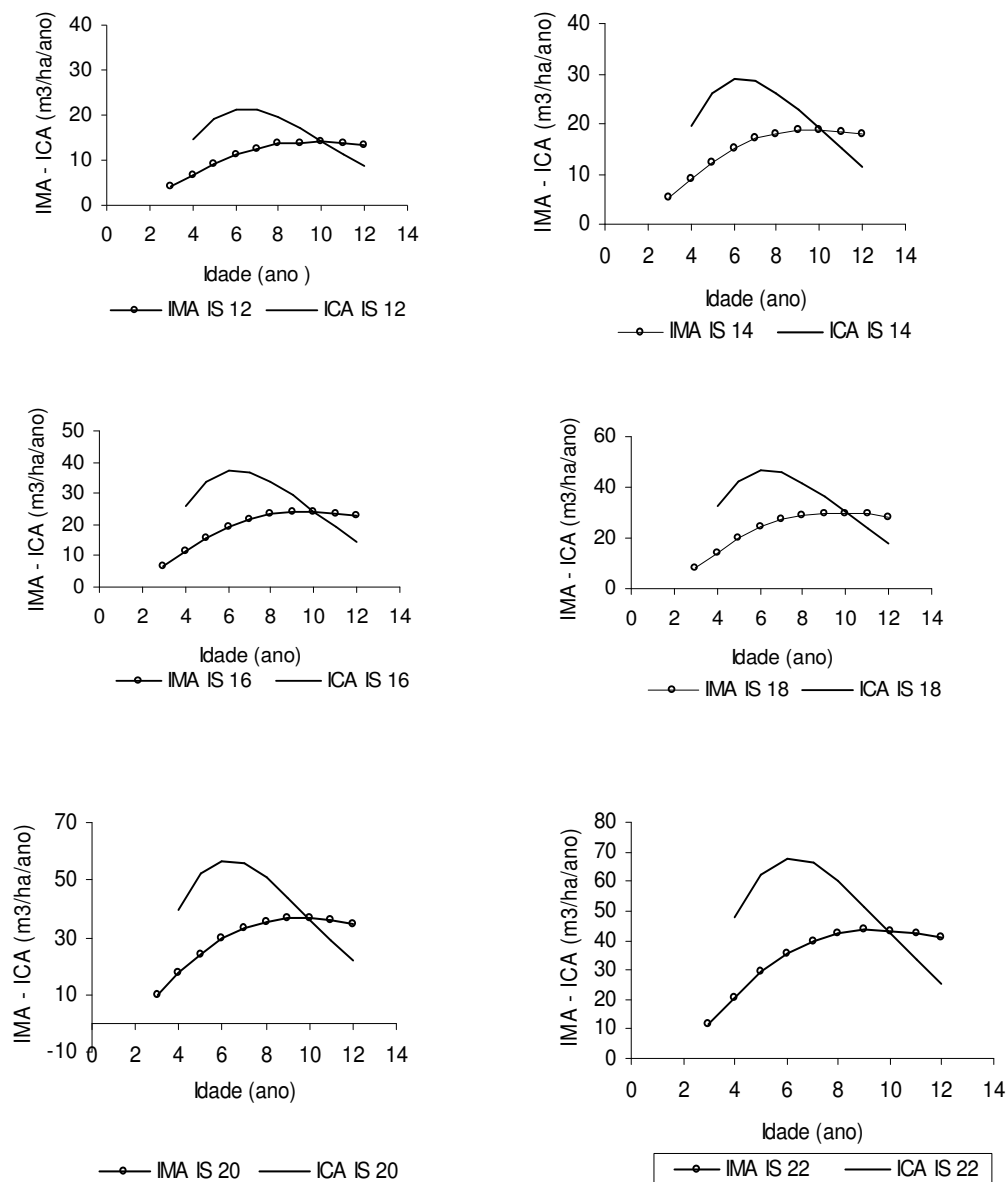 IMA - ICA (m3/ha/ano)
40
30
20
10
0
0 2 4 6 8 10 12 14
Idade (ano )
IMA IS 12 ICA IS 12
IMA - ICA (m3/ha/ano)
40
30
20
10
0
0 2 4 6 8 10 12 14
Idade (ano)
IMA IS 14 ICA IS 14
IMA - ICA (m3/ha/ano)
50
40
30
20
10
0
0 2 4 6 8 10 12 14
Idade (ano)
IMA IS 16 ICA IS 16
IMA - ICA (m3/ha/ano)
60
40
20
0
0 2 4 6 8 10 12 14
Idade (ano)
IMA IS 18 ICA IS 18
IMA - ICA (m3/ha/ano)
70
50
30
10
-10
0 2 4 6 8 10 12 14
Idade (ano)
IMA IS 20 ICA IS 20
IMA - ICA (m3/ha/ano)
80
70
60
50
40
30
20
10
0
0 2 4 6 8 10 12 14
Idade (ano)
IMA IS 22 ICA IS 22